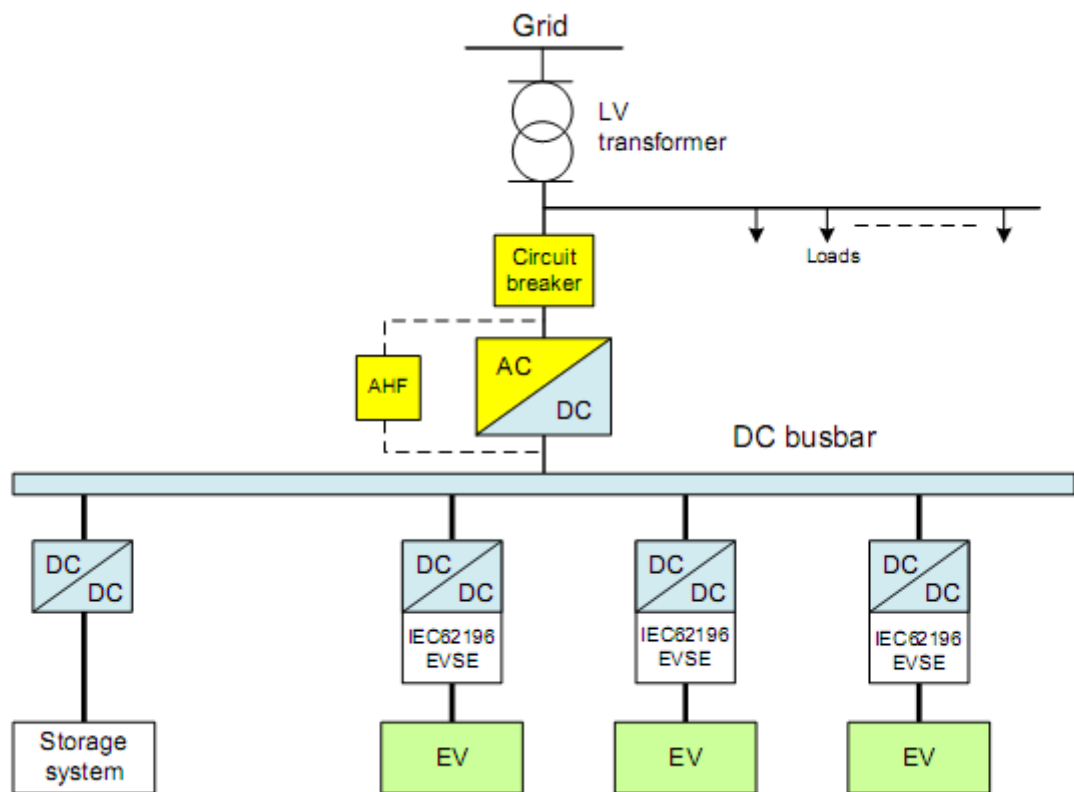 Grid
LV
transformer
Circuit
breaker
Loads
AHF
AC
DC
DC busbar
DC
DC
DC
DC
DC
DC
DC
DC
IEC62196
EVSE
IEC62196
EVSE
IEC62196
EVSE
Storage
system
EV
EV
EV